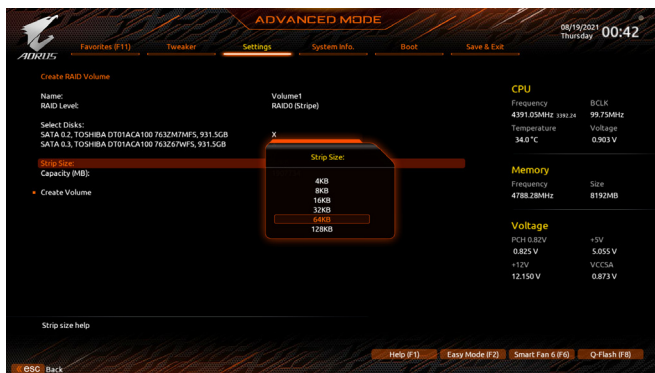 ADVANCED MODE
08/19/2021 Thursday 00:42
AORUS
Favorites (F11) Tweaker Settings System Info. Boot Save & Exit
Create RAID Volume
Name: Volume1
RAID Level: RAID0 (Stripe)
Select Disks:
SATA 0.2, TOSHIBA DT01ACA100 763ZM7MFS, 931.5GB X
SATA 0.3, TOSHIBA DT01ACA100 763Z67WFS, 931.5GB
Strip Size:
Capacity (MB):
Create Volume
Strip Size:
4KB
8KB
16KB
32KB
64KB
128KB
CPU
Frequency BCLK
4391.05MHz 3392.24 99.75MHz
Temperature Voltage
34.0 °C 0.903 V
Memory
Frequency Size
4788.28MHz 8192MB
Voltage
PCH 0.82V +5V
0.825 V 5.055 V
+12V VCCSA
12.150 V 0.873 V
Strip size help
Help (F1) Easy Mode (F2) Smart Fan 6 (F6) Q-Flash (F8)
esc Back